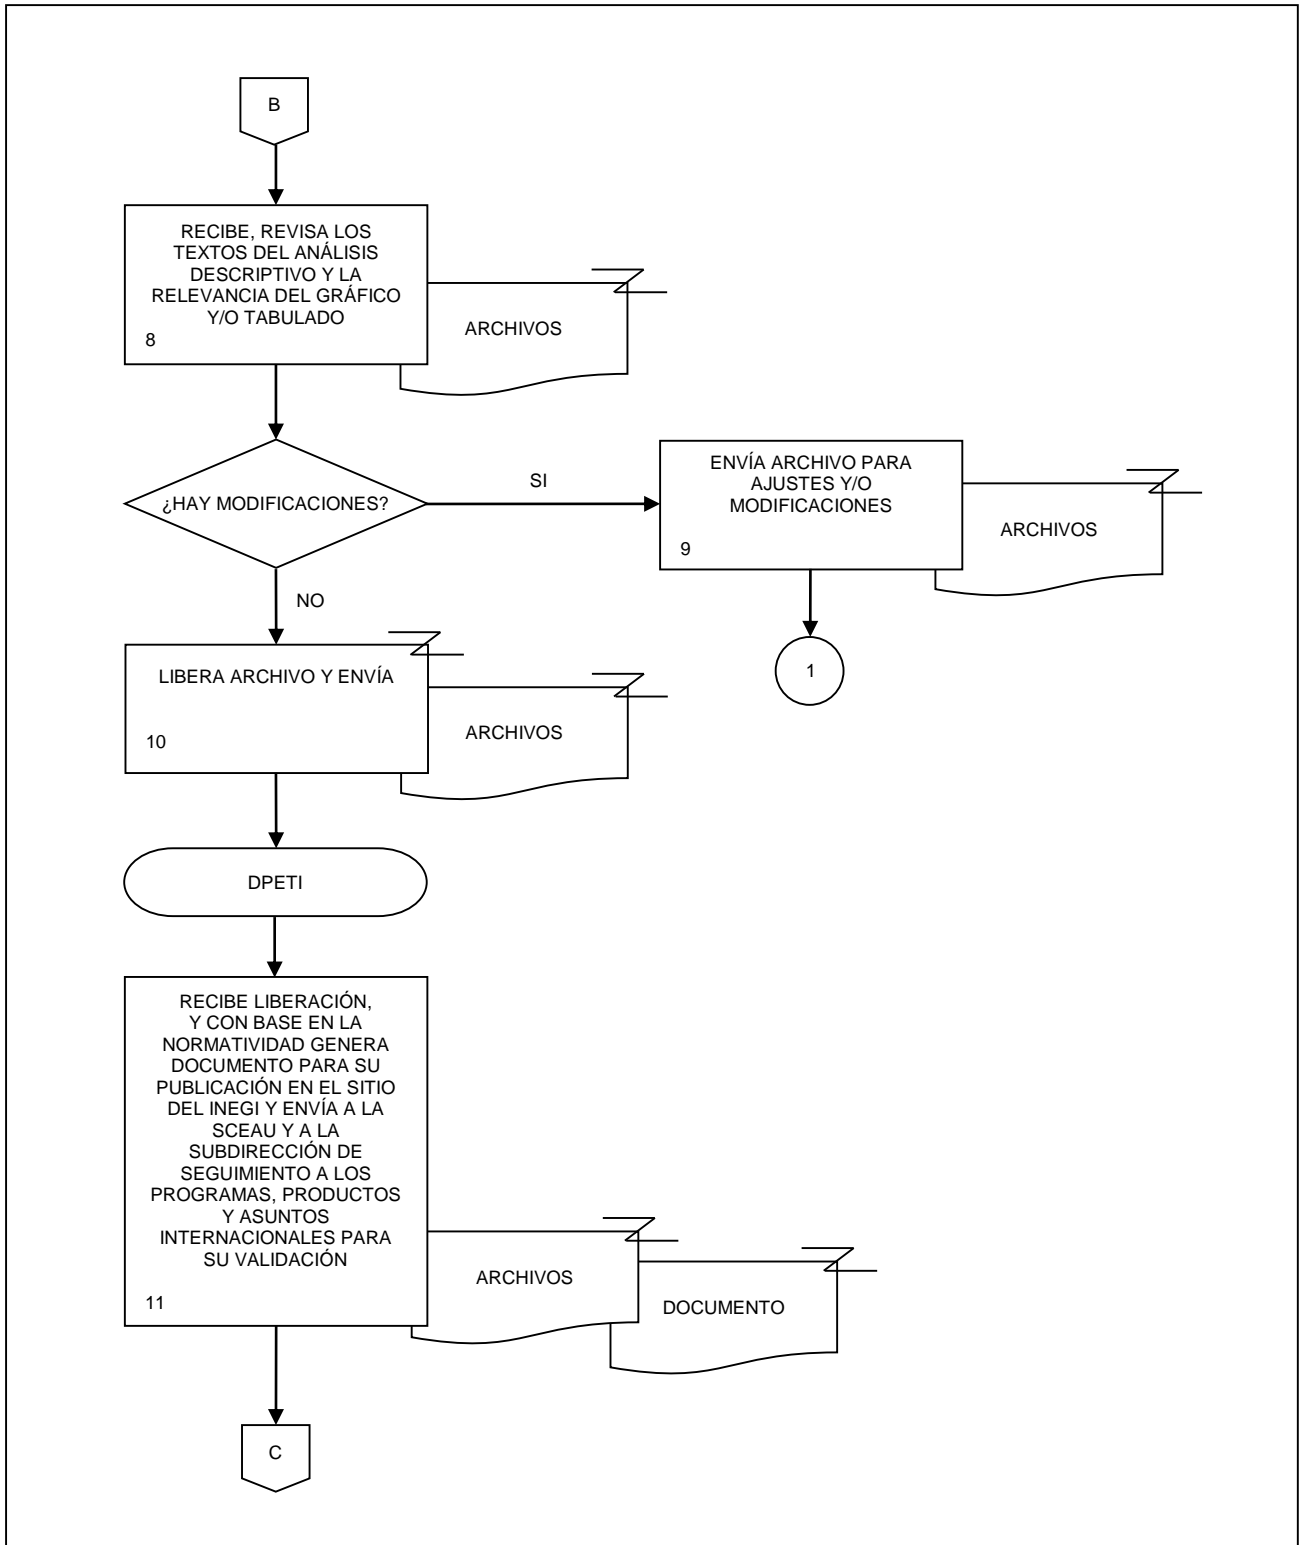 B
RECIBE, REVISA LOS
TEXTOS DEL ANÁLISIS
DESCRIPTIVO Y LA
RELEVANCIA DEL GRÁFICO
Y/O TABULADO
8
ARCHIVOS
¿HAY MODIFICACIONES?
SI
ENVÍA ARCHIVO PARA
AJUSTES Y/O
MODIFICACIONES
9
ARCHIVOS
NO
1
LIBERA ARCHIVO Y ENVÍA
10
ARCHIVOS
DPETI
RECIBE LIBERACIÓN,
Y CON BASE EN LA
NORMATIVIDAD GENERA
DOCUMENTO PARA SU
PUBLICACIÓN EN EL SITIO
DEL INEGI Y ENVÍA A LA
SCEAU Y A LA
SUBDIRECCIÓN DE
SEGUIMIENTO A LOS
PROGRAMAS, PRODUCTOS
Y ASUNTOS
INTERNACIONALES PARA
SU VALIDACIÓN
11
ARCHIVOS
DOCUMENTO
C